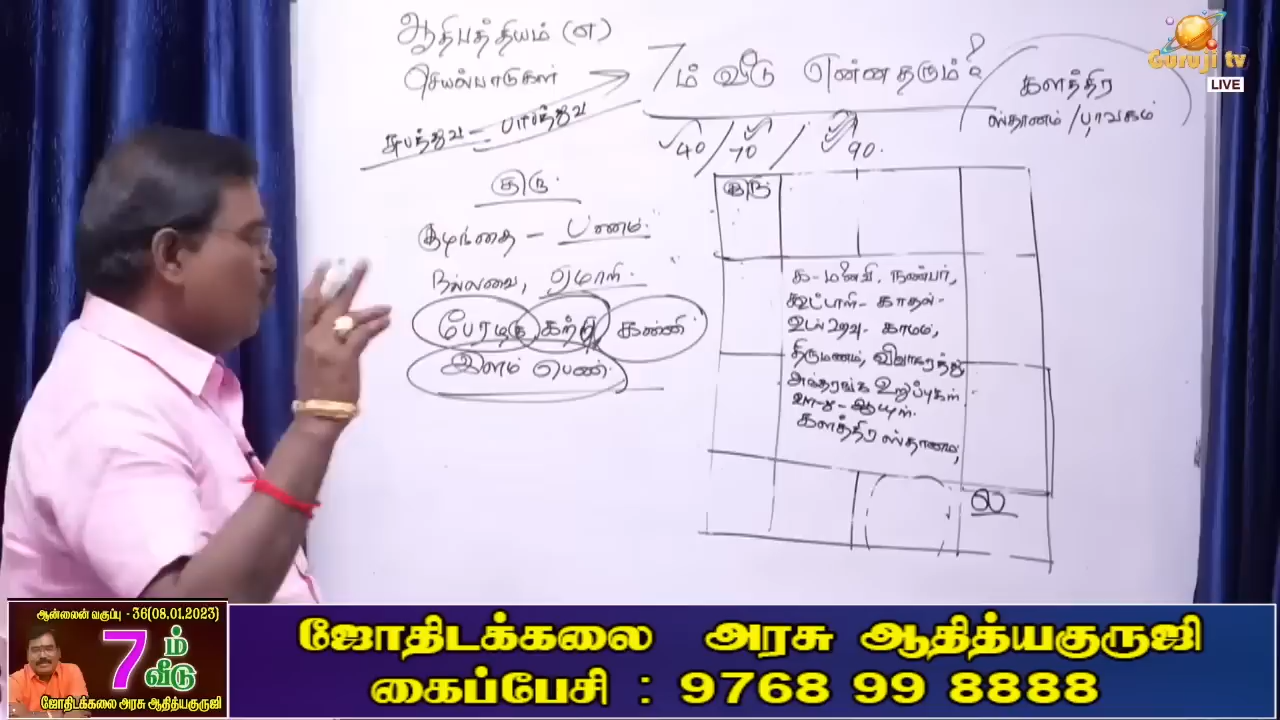 ஆதிபத்திய (எ)
செயல்பாடுகள்
சுபத்துவ - பாபத்துவ
7ம் வீடு என்ன தரும்?
40/70/90.
களத்திர
ஸ்தானம்/பாவகம்
Guruji tv
LIVE
குரு.
குழந்தை - பணம்.
நல்லவை, ஏமாளி.
பேரழகு கற்பு கன்னி
இளம் பெண்.
குரு
க-மனைவி. நண்பர்,
கூட்டாளி- காதல்-
உடலுறவு- காமம்,
திருமணம், விவாகரத்து
அந்தரங்க உறுப்புகள்
ஆயுள்.
களத்திர ஸ்தானம்,
ல
ஆன்லைன் வகுப்பு - 36(08.01.2023)
7ம் வீடு
ஜோதிடக்கலை அரசு ஆதித்யகுருஜி
ஜோதிடக்கலை அரசு ஆதித்யகுருஜி
கைப்பேசி : 9768 99 8888